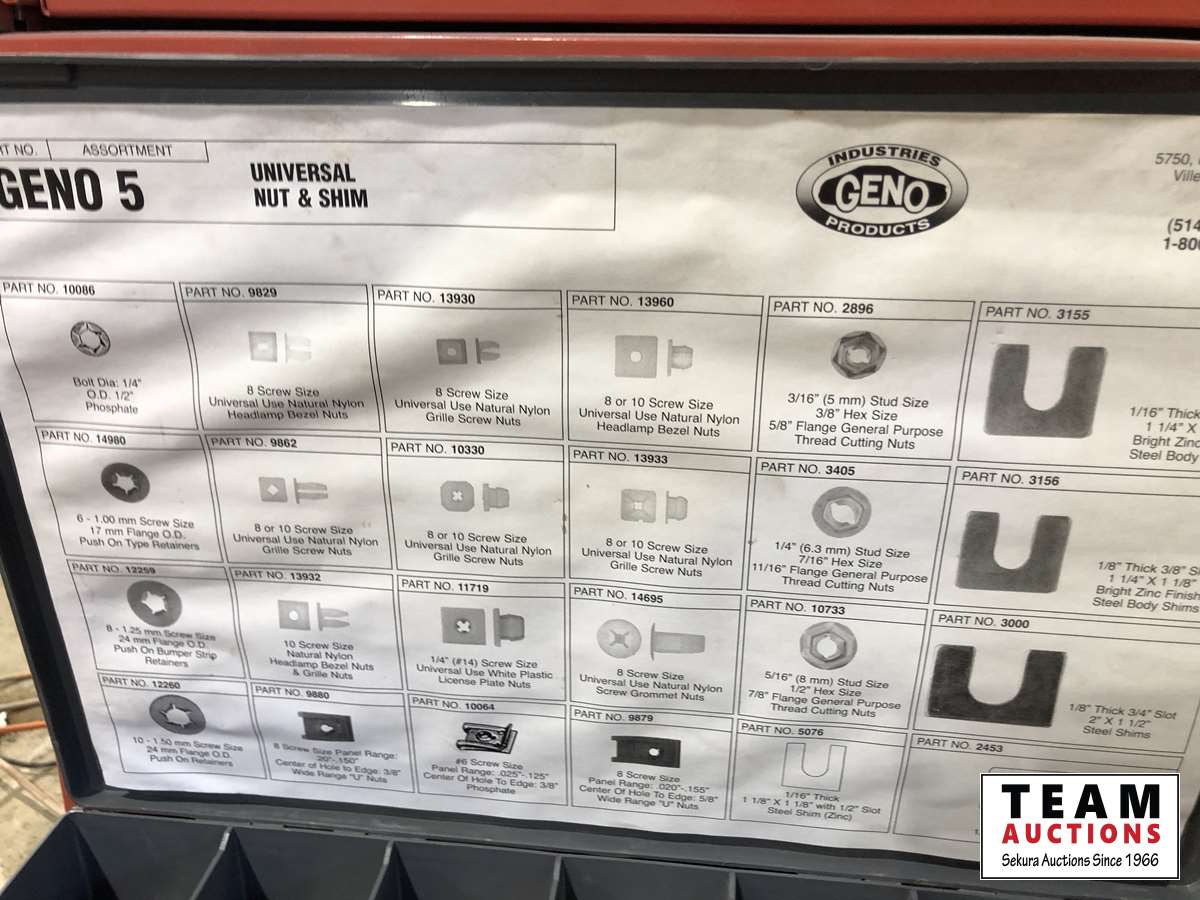 RT NO. ASSORTMENT
GENO 5
UNIVERSAL
NUT & SHIM
INDUSTRIES
GENO
PRODUCTS
5750,
Ville
(514
1-800
PART NO. 10086
Bolt Dia: 1/4"
O.D. 1/2"
Phosphate
PART NO. 9829
8 Screw Size
Universal Use Natural Nylon
Headlamp Bezel Nuts
PART NO. 13930
8 Screw Size
Universal Use Natural Nylon
Grille Screw Nuts
PART NO. 13960
8 or 10 Screw Size
Universal Use Natural Nylon
Headlamp Bezel Nuts
PART NO. 2896
3/16" (5 mm) Stud Size
3/8" Hex Size
5/8" Flange General Purpose
Thread Cutting Nuts
PART NO. 3155
1/16" Thick
1 1/4" X
Bright Zinc
Steel Body
PART NO. 14980
6 - 1.00 mm Screw Size
17 mm Flange O.D.
Push On Type Retainers
PART NO. 9862
8 or 10 Screw Size
Universal Use Natural Nylon
Grille Screw Nuts
PART NO. 10330
8 or 10 Screw Size
Universal Use Natural Nylon
Grille Screw Nuts
PART NO. 13933
8 or 10 Screw Size
Universal Use Natural Nylon
Grille Screw Nuts
PART NO. 3405
1/4" (6.3 mm) Stud Size
7/16" Hex Size
11/16" Flange General Purpose
Thread Cutting Nuts
PART NO. 3156
1/8" Thick 3/8" Sl
1 1/4" X 1 1/8"
Bright Zinc Finish
Steel Body Shims
PART NO. 12259
8 - 1.25 mm Screw Size
24 mm Flange O.D.
Push On Bumper Strip
Retainers
PART NO. 13932
10 Screw Size
Natural Nylon
Headlamp Bezel Nuts
& Grille Nuts
PART NO. 11719
1/4" (#14) Screw Size
Universal Use White Plastic
License Plate Nuts
PART NO. 14695
8 Screw Size
Universal Use Natural Nylon
Screw Grommet Nuts
PART NO. 10733
5/16" (8 mm) Stud Size
1/2" Hex Size
7/8" Flange General Purpose
Thread Cutting Nuts
PART NO. 3000
1/8" Thick 3/4" Slot
2" X 1 1/2"
Steel Shims
PART NO. 12260
10 - 1.50 mm Screw Size
24 mm Flange O.D.
Push On Retainers
PART NO. 9880
8 Screw Size Panel Range:
.20"-.150"
Center of Hole to Edge: 3/8"
Wide Range "U" Nuts
PART NO. 10064
#6 Screw Size
Panel Range: .025"-.125"
Center Of Hole To Edge: 3/8"
Phosphate
PART NO. 9879
8 Screw Size
Panel Range: .020"-.155"
Center Of Hole To Edge: 5/8"
Wide Range "U" Nuts
PART NO. 5076
1/16" Thick
1 1/8" X 1 1/8" with 1/2" Slot
Steel Shim (Zinc)
PART NO. 2453
TEAM
AUCTIONS
Sekura Auctions Since 1966